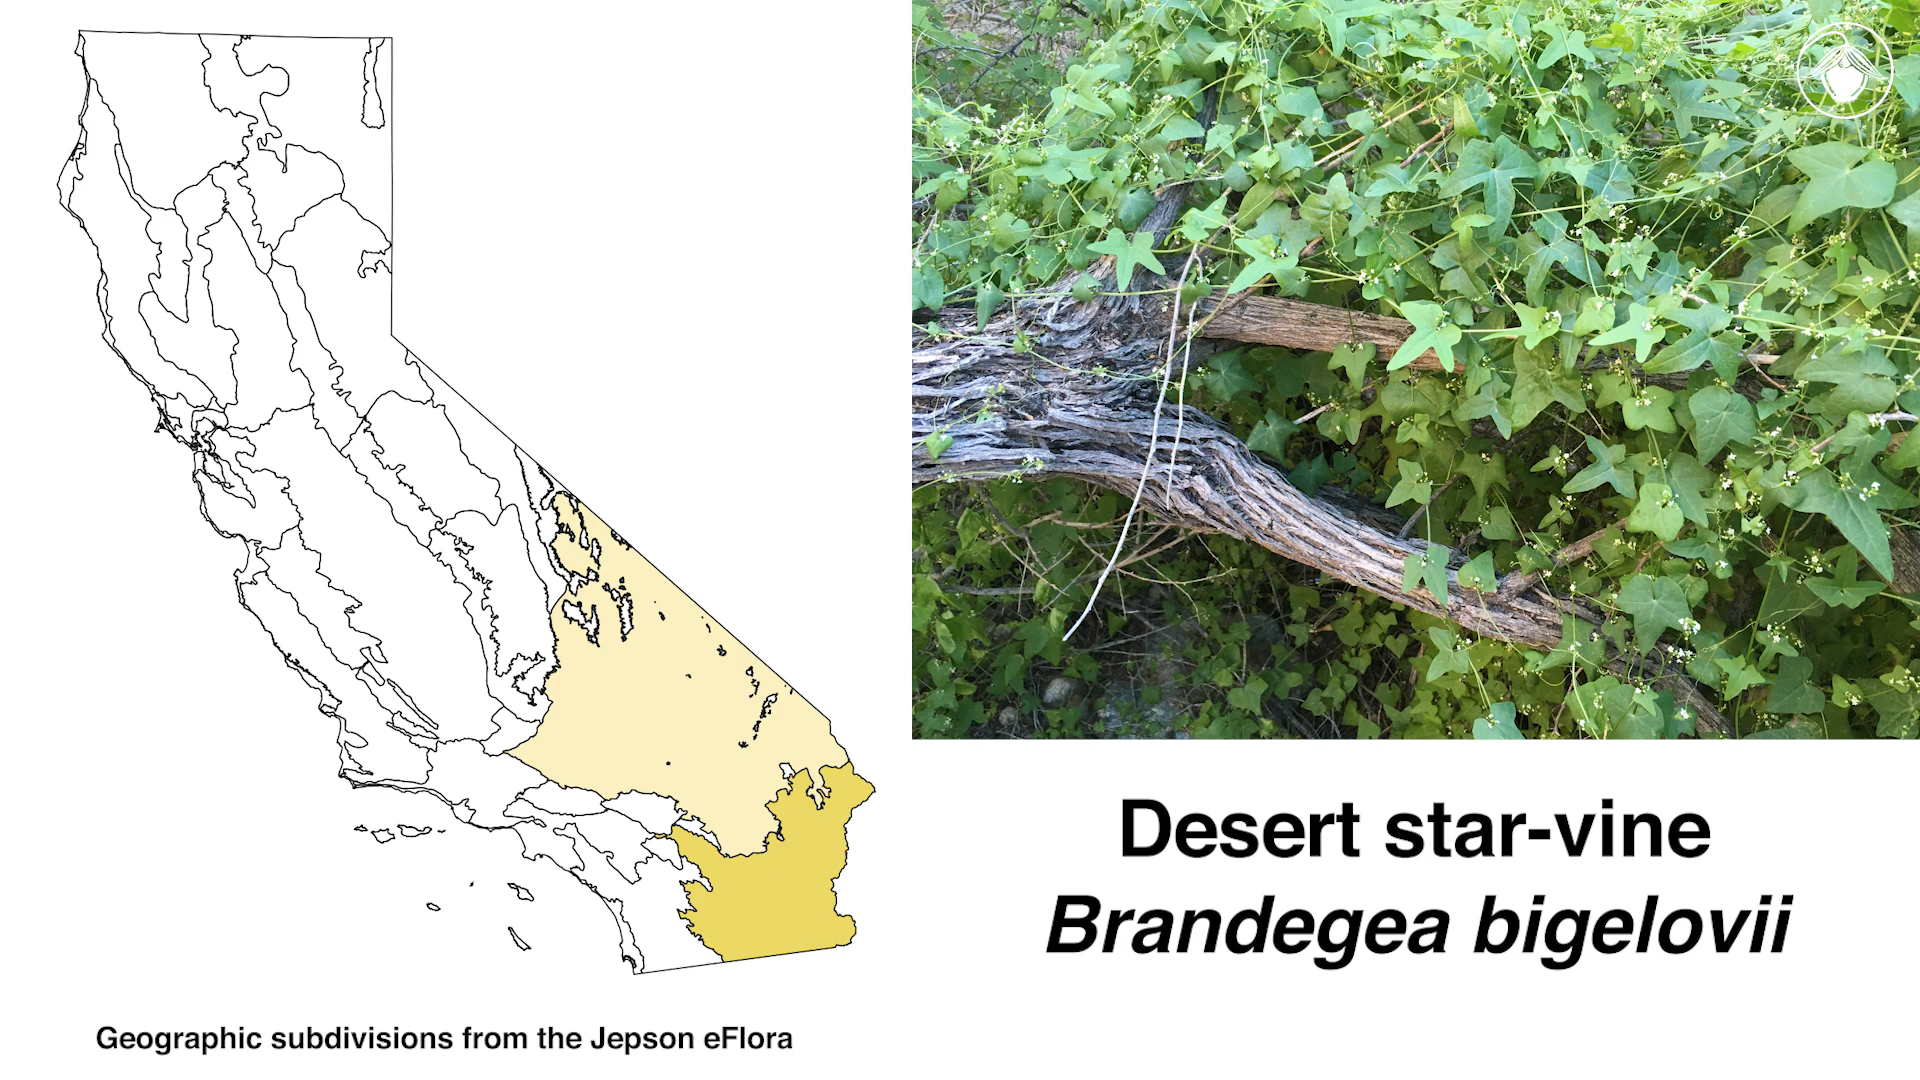 Desert star-vine
Brandegea bigelovii
Geographic subdivisions from the Jepson eFlora